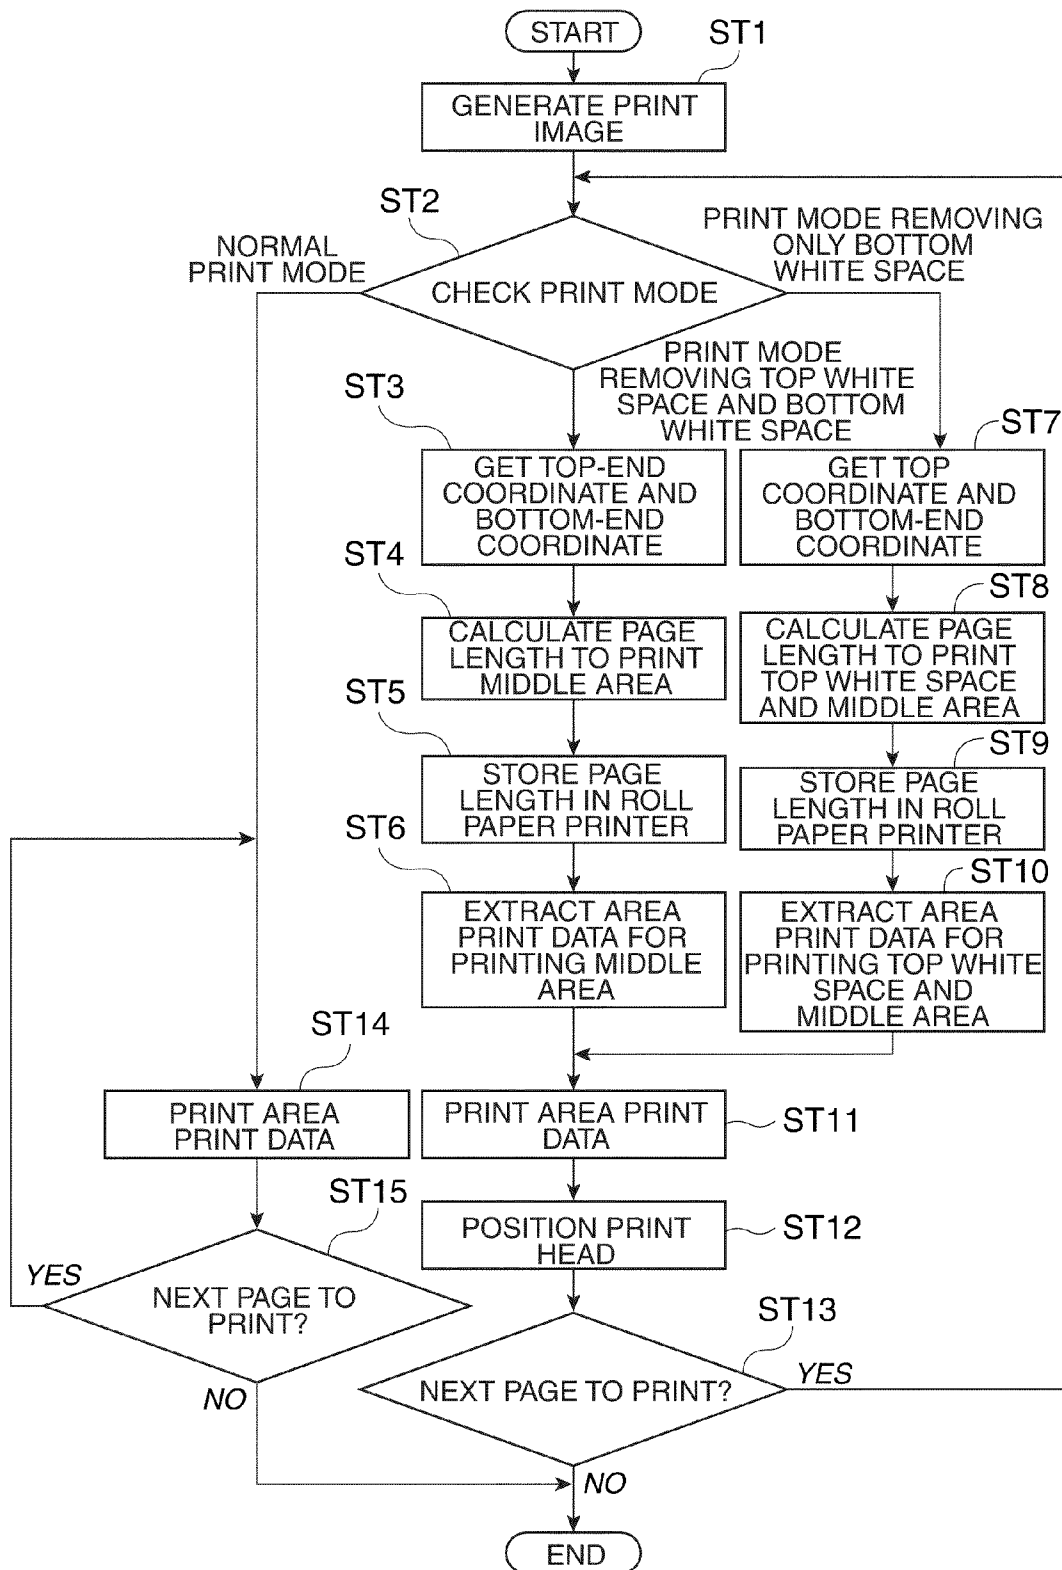 START
ST1
GENERATE PRINT
IMAGE
ST2
NORMAL
PRINT MODE
PRINT MODE REMOVING
ONLY BOTTOM
WHITE SPACE
CHECK PRINT MODE
PRINT MODE
REMOVING TOP WHITE
SPACE AND BOTTOM
WHITE SPACE
ST3
GET TOP-END
COORDINATE AND
BOTTOM-END
COORDINATE
ST7
GET TOP
COORDINATE AND
BOTTOM-END
COORDINATE
ST4
CALCULATE PAGE
LENGTH TO PRINT
MIDDLE AREA
ST8
CALCULATE PAGE
LENGTH TO PRINT
TOP WHITE SPACE
AND MIDDLE AREA
ST5
STORE PAGE
LENGTH IN ROLL
PAPER PRINTER
ST9
STORE PAGE
LENGTH IN ROLL
PAPER PRINTER
ST6
EXTRACT AREA
PRINT DATA FOR
PRINTING MIDDLE
AREA
ST10
EXTRACT AREA
PRINT DATA FOR
PRINTING TOP WHITE
SPACE AND
MIDDLE AREA
ST14
PRINT AREA
PRINT DATA
PRINT AREA PRINT
DATA
ST11
ST15
NEXT PAGE TO
PRINT?
YES
NO
POSITION PRINT
HEAD
ST12
ST13
NEXT PAGE TO PRINT?
YES
NO
END